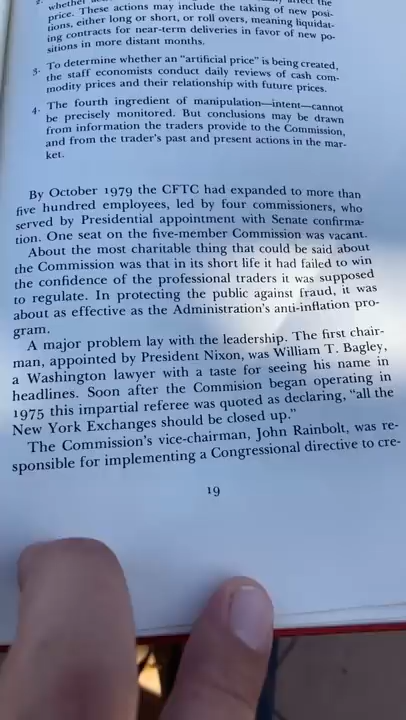 2. whether
price. These actions may include the taking of new posi-
tions, either long or short, or roll overs, meaning liquidat-
ing contracts for near-term deliveries in favor of new po-
sitions in more distant months.
3. To determine whether an “artificial price” is being created,
the staff economists conduct daily reviews of cash com-
modity prices and their relationship with future prices.
4. The fourth ingredient of manipulation—intent—cannot
be precisely monitored. But conclusions may be drawn
from information the traders provide to the Commission,
and from the trader's past and present actions in the mar-
ket.
By October 1979 the CFTC had expanded to more than
five hundred employees, led by four commissioners, who
served by Presidential appointment with Senate confirma-
tion. One seat on the five-member Commission was vacant.
About the most charitable thing that could be said about
the Commission was that in its short life it had failed to win
the confidence of the professional traders it was supposed
to regulate. In protecting the public against fraud, it was
about as effective as the Administration's anti-inflation pro-
gram.
A major problem lay with the leadership. The first chair-
man, appointed by President Nixon, was William T. Bagley,
a Washington lawyer with a taste for seeing his name in
headlines. Soon after the Commision began operating in
1975 this impartial referee was quoted as declaring, “all the
New York Exchanges should be closed up.”
The Commission's vice-chairman, John Rainbolt, was re-
sponsible for implementing a Congressional directive to cre-
19